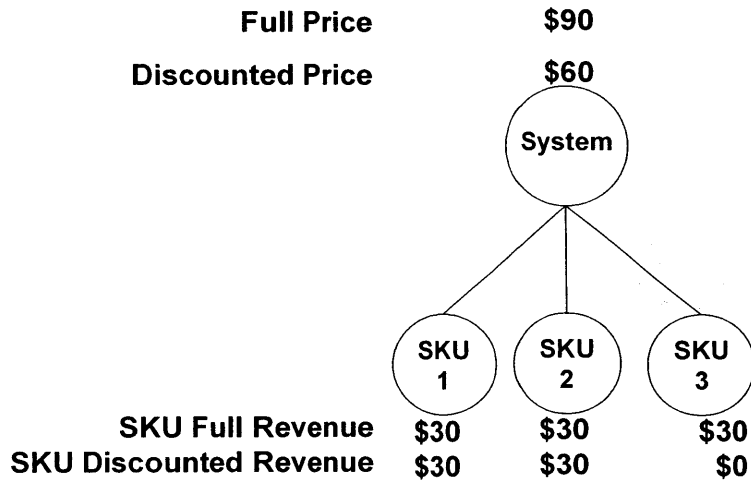 Full Price $90
Discounted Price $60
System
SKU 1
SKU 2
SKU 3
SKU Full Revenue $30 $30 $30
SKU Discounted Revenue $30 $30 $0